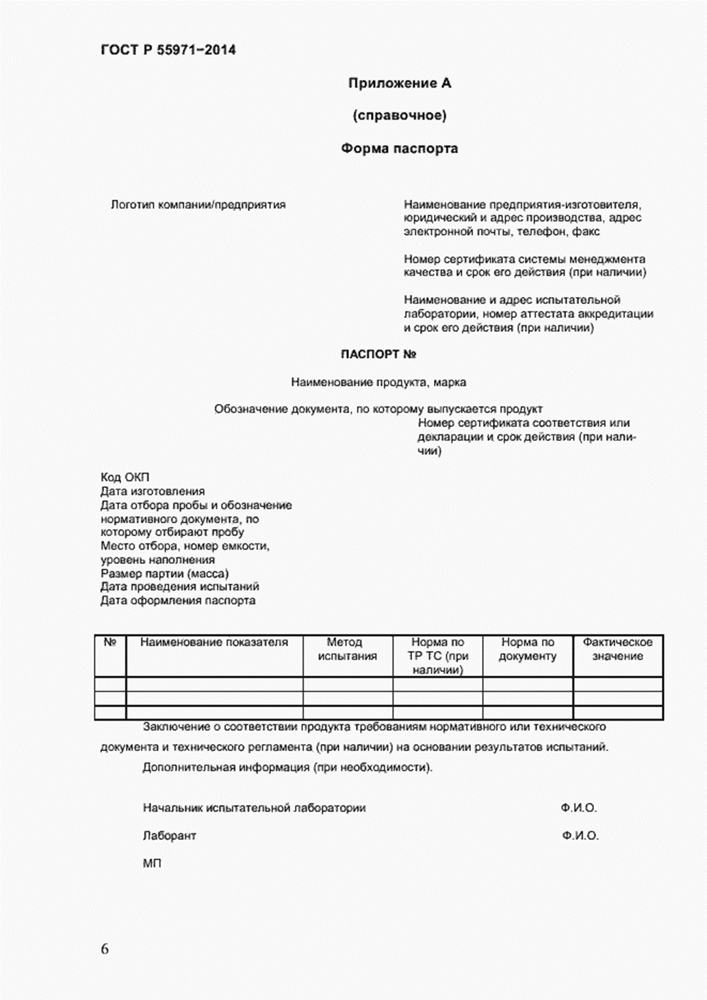 ГОСТ Р 55971–2014
Приложение А
(справочное)
Форма паспорта
Логотип компании/предприятия
Наименование предприятия-изготовителя,
юридический и адрес производства, адрес
электронной почты, телефон, факс
Номер сертификата системы менеджмента
качества и срок его действия (при наличии)
Наименование и адрес испытательной
лаборатории, номер аттестата аккредитации
и срок его действия (при наличии)
ПАСПОРТ №
Наименование продукта, марка
Обозначение документа, по которому выпускается продукт
Номер сертификата соответствия или
декларации и срок действия (при нали-
чии)
Код ОКП
Дата изготовления
Дата отбора пробы и обозначение
нормативного документа, по
которому отбирают пробу
Место отбора, номер емкости,
уровень наполнения
Размер партии (масса)
Дата проведения испытаний
Дата оформления паспорта
№
Наименование показателя
Метод
испытания
Норма по
ТР ТС (при
наличии)
Норма по
документу
Фактическое
значение
Заключение о соответствии продукта требованиям нормативного или технического
документа и технического регламента (при наличии) на основании результатов испытаний.
Дополнительная информация (при необходимости).
Начальник испытательной лаборатории Ф.И.О.
Лаборант Ф.И.О.
МП
6